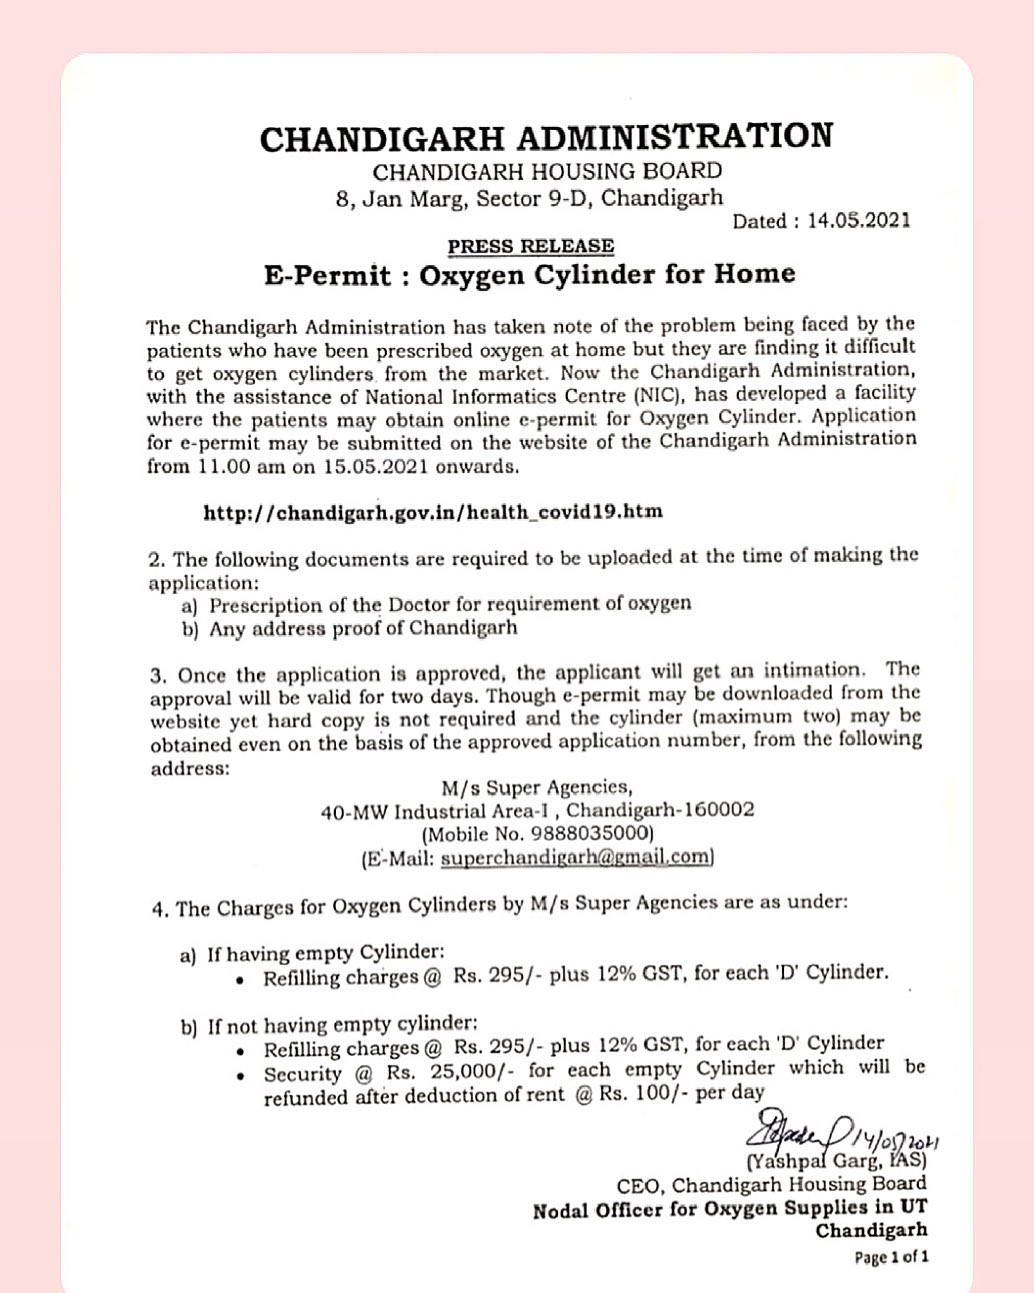 CHANDIGARH ADMINISTRATION
CHANDIGARH HOUSING BOARD
8, Jan Marg, Sector 9-D, Chandigarh
Dated : 14.05.2021
PRESS RELEASE
E-Permit : Oxygen Cylinder for Home
The Chandigarh Administration has taken note of the problem being faced by the
patients who have been prescribed oxygen at home but they are finding it difficult
to get oxygen cylinders from the market. Now the Chandigarh Administration,
with the assistance of National Informatics Centre (NIC), has developed a facility
where the patients may obtain online e-permit for Oxygen Cylinder. Application
for e-permit may be submitted on the website of the Chandigarh Administration
from 11.00 am on 15.05.2021 onwards.
http://chandigarh.gov.in/health_covid19.htm
2. The following documents are required to be uploaded at the time of making the
application:
a) Prescription of the Doctor for requirement of oxygen
b) Any address proof of Chandigarh
3. Once the application is approved, the applicant will get an intimation. The
approval will be valid for two days. Though e-permit may be downloaded from the
website yet hard copy is not required and the cylinder (maximum two) may be
obtained even on the basis of the approved application number, from the following
address:
M/s Super Agencies,
40-MW Industrial Area-I , Chandigarh-160002
(Mobile No. 9888035000)
(E-Mail: superchandigarh@gmail.com)
4. The Charges for Oxygen Cylinders by M/s Super Agencies are as under:
a) If having empty Cylinder:
• Refilling charges @ Rs. 295/- plus 12% GST, for each 'D' Cylinder.
b) If not having empty cylinder:
• Refilling charges @ Rs. 295/- plus 12% GST, for each 'D' Cylinder
• Security @ Rs. 25,000/- for each empty Cylinder which will be
refunded after deduction of rent @ Rs. 100/- per day
14/05/2021
(Yashpal Garg, IAS)
CEO, Chandigarh Housing Board
Nodal Officer for Oxygen Supplies in UT
Chandigarh
Page 1 of 1